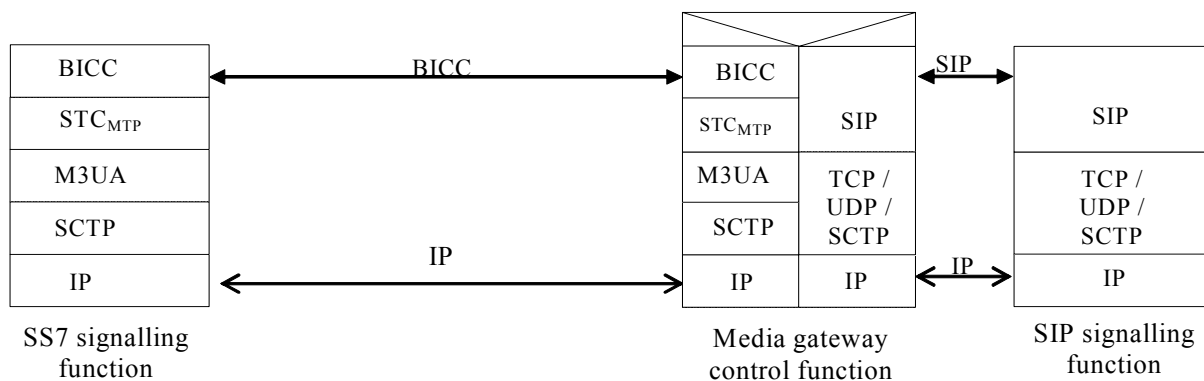 BICC
STCMTP
M3UA
SCTP
IP
SS7 signalling
function
BICC
IP
BICC
STCMTP
M3UA
SCTP
IP
SIP
TCP /
UDP /
SCTP
IP
Media gateway
control function
SIP
IP
SIP
TCP /
UDP /
SCTP
IP
SIP signalling
function